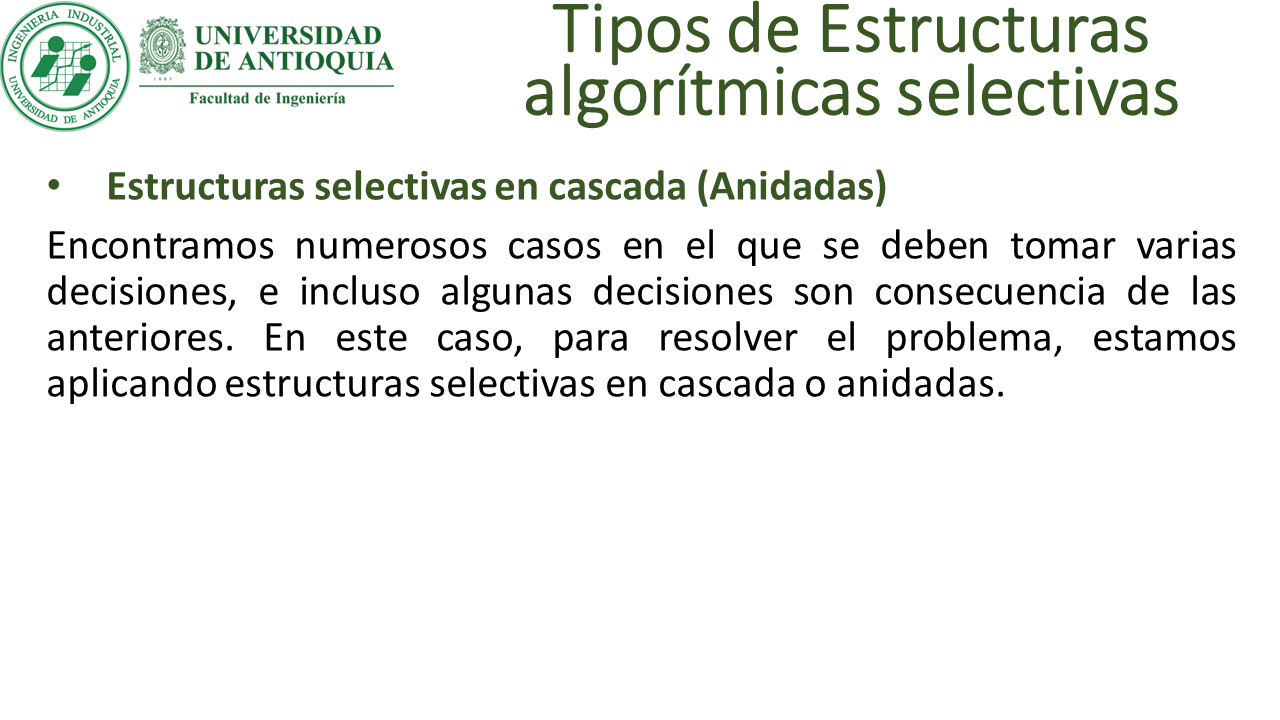 INGENIERIA INDUSTRIAL
UNIVERSIDAD DE ANTIOQUIA
UNIVERSIDAD
DE ANTIOQUIA
1803
Facultad de Ingeniería
Tipos de Estructuras
algorítmicas selectivas
• Estructuras selectivas en cascada (Anidadas)
Encontramos numerosos casos en el que se deben tomar varias
decisiones, e incluso algunas decisiones son consecuencia de las
anteriores. En este caso, para resolver el problema, estamos
aplicando estructuras selectivas en cascada o anidadas.